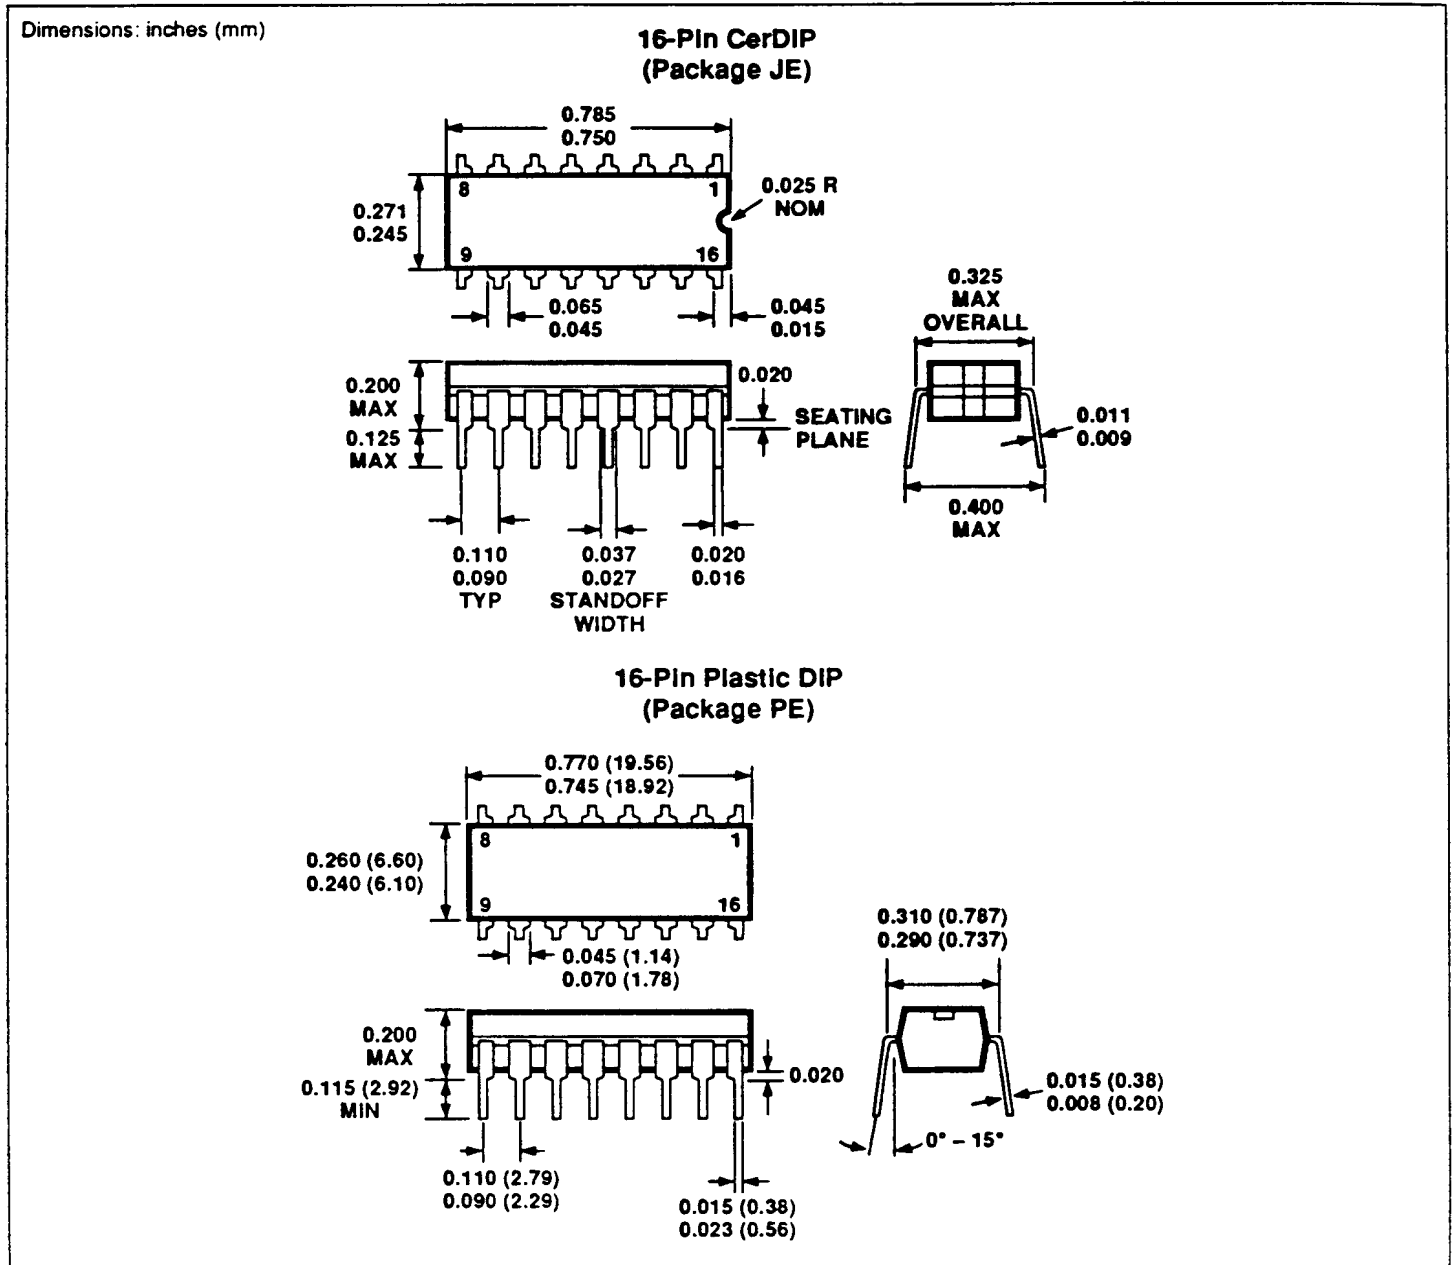 Dimensions: inches (mm)
16-Pin CerDIP
(Package JE)
0.785
0.750
8
1
0.025 R
NOM
0.271
0.245
9
16
0.065
0.045
0.045
0.015
0.325
MAX
OVERALL
0.200
MAX
0.125
MAX
0.020
SEATING
PLANE
0.011
0.009
0.400
MAX
0.110
0.090
TYP
0.037
0.027
STANDOFF
WIDTH
0.020
0.016
16-Pin Plastic DIP
(Package PE)
0.770 (19.56)
0.745 (18.92)
8
1
0.260 (6.60)
0.240 (6.10)
9
16
0.045 (1.14)
0.070 (1.78)
0.310 (0.787)
0.290 (0.737)
0.200
MAX
0.115 (2.92)
MIN
0.020
0.015 (0.38)
0.008 (0.20)
0° – 15°
0.110 (2.79)
0.090 (2.29)
0.015 (0.38)
0.023 (0.56)